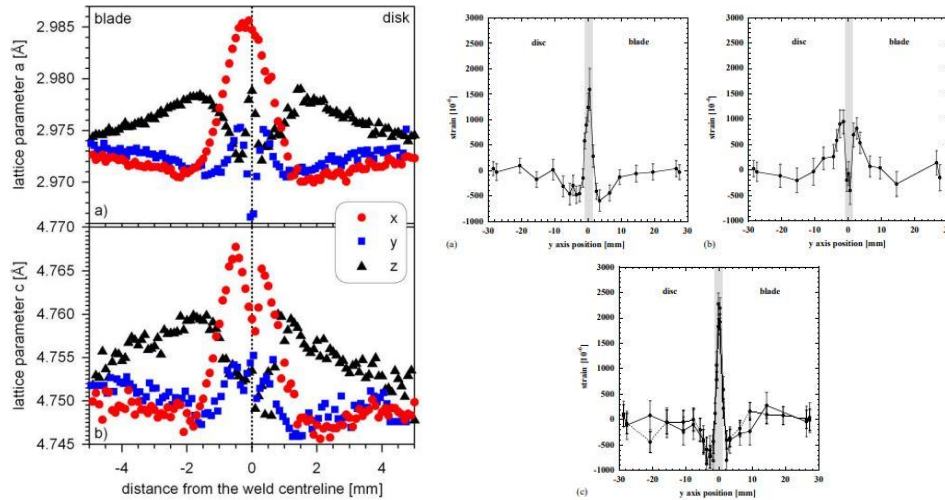 blade
disk
lattice parameter a [Å]
2.985
2.980
2.975
2.970
a)
4.770
x
y
z
lattice parameter c [Å]
4.765
4.760
4.755
4.750
4.745
b)
-4 -2 0 2 4
distance from the weld centreline [mm]
3000
2500
2000
1500
1000
500
0
-500
-1000
strain [10⁻⁶]
disc
blade
-30 -20 -10 0 10 20 30
y axis position [mm]
(a)
3000
2500
2000
1500
1000
500
0
-500
-1000
strain [10⁻⁶]
disc
blade
-30 -20 -10 0 10 20 30
y axis position [mm]
(b)
3000
2500
2000
1500
1000
500
0
-500
-1000
strain [10⁻⁶]
disc
blade
-30 -20 -10 0 10 20 30
y axis position [mm]
(c)